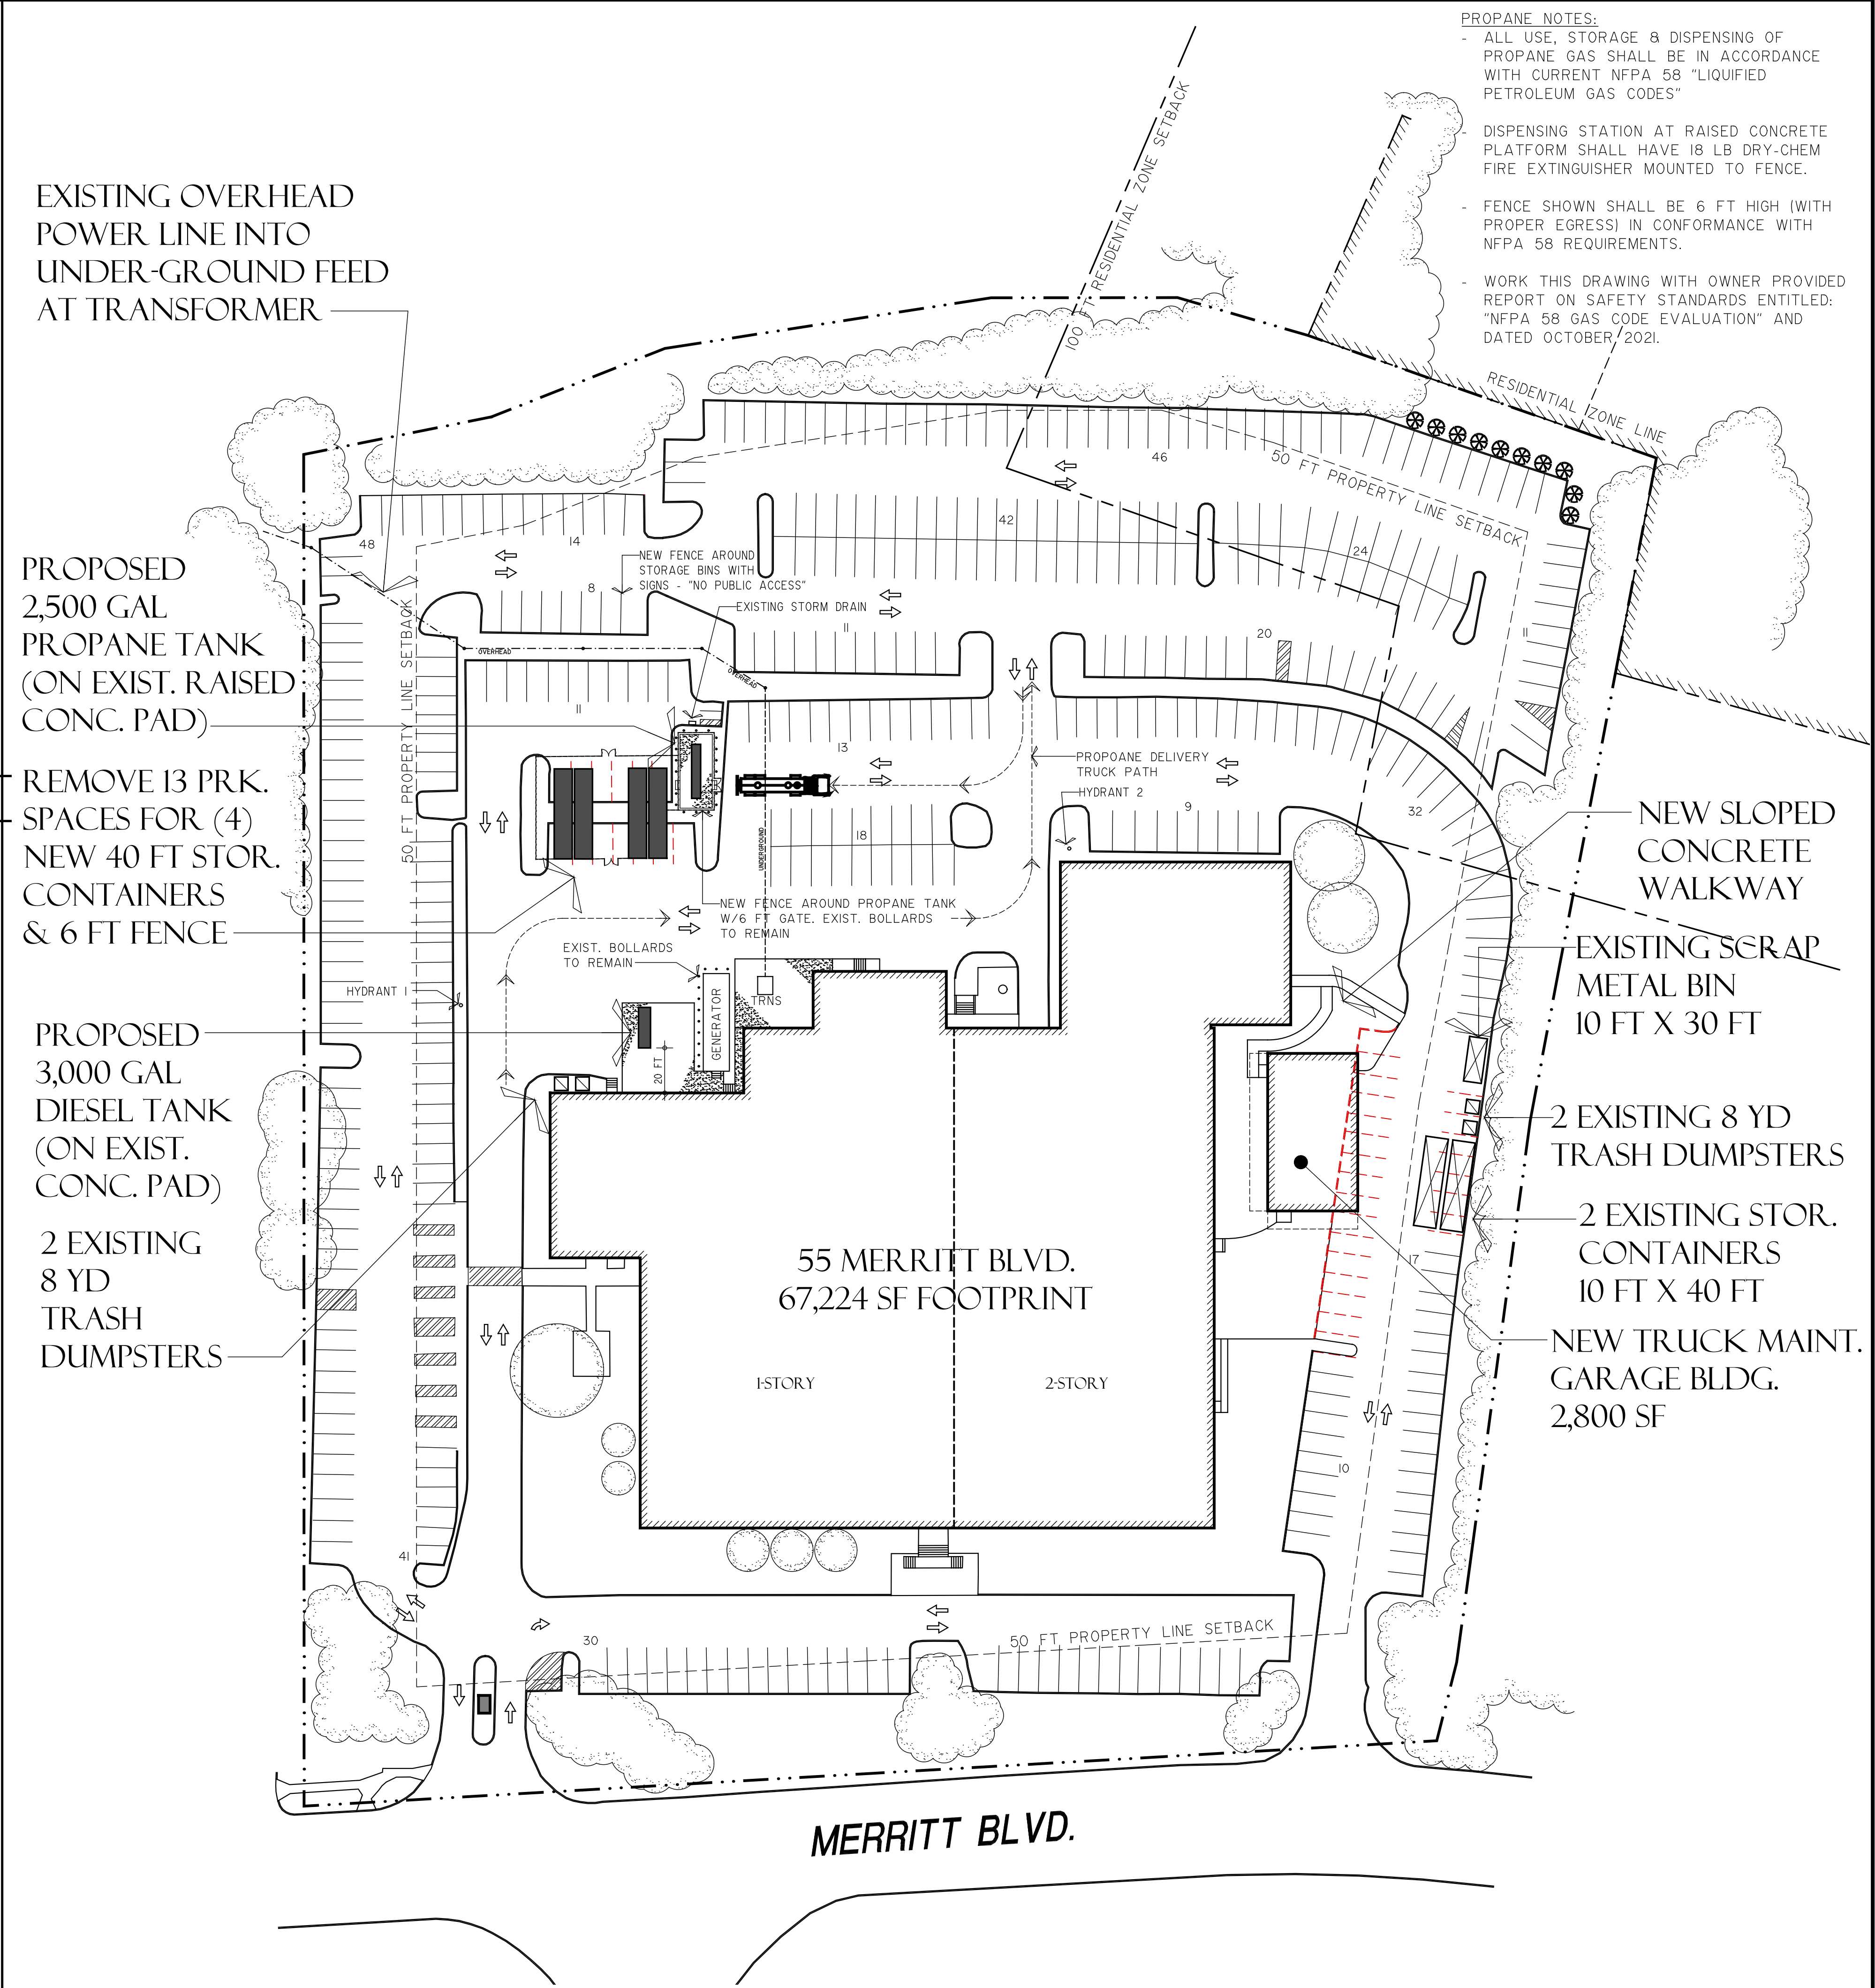 PROPANE NOTES:
- ALL USE, STORAGE & DISPENSING OF
PROPANE GAS SHALL BE IN ACCORDANCE
WITH CURRENT NFPA 58 "LIQUIFIED
PETROLEUM GAS CODES"
- DISPENSING STATION AT RAISED CONCRETE
PLATFORM SHALL HAVE 18 LB DRY-CHEM
FIRE EXTINGUISHER MOUNTED TO FENCE.
- FENCE SHOWN SHALL BE 6 FT HIGH (WITH
PROPER EGRESS) IN CONFORMANCE WITH
NFPA 58 REQUIREMENTS.
- WORK THIS DRAWING WITH OWNER PROVIDED
REPORT ON SAFETY STANDARDS ENTITLED:
"NFPA 58 GAS CODE EVALUATION" AND
DATED OCTOBER 2021.
100 FT RESIDENTIAL ZONE SETBACK
RESIDENTIAL ZONE LINE
EXISTING OVERHEAD
POWER LINE INTO
UNDER-GROUND FEED
AT TRANSFORMER
46
50 FT PROPERTY LINE SETBACK
42
24
48
14
8
NEW FENCE AROUND
STORAGE BINS WITH
SIGNS - "NO PUBLIC ACCESS"
EXISTING STORM DRAIN
11
20
11
OVERHEAD
OVERHEAD
PROPOSED
2,500 GAL
PROPANE TANK
(ON EXIST. RAISED
CONC. PAD)
50 FT PROPERTY LINE SETBACK
11
13
PROPOANE DELIVERY
TRUCK PATH
HYDRANT 2
9
32
18
UNDERGROUND
REMOVE 13 PRK.
SPACES FOR (4)
NEW 40 FT STOR.
CONTAINERS
& 6 FT FENCE
NEW FENCE AROUND PROPANE TANK
W/6 FT GATE. EXIST. BOLLARDS
TO REMAIN
EXIST. BOLLARDS
TO REMAIN
HYDRANT 1
TRNS
GENERATOR
20 FT
NEW SLOPED
CONCRETE
WALKWAY
EXISTING SCRAP
METAL BIN
10 FT X 30 FT
PROPOSED
3,000 GAL
DIESEL TANK
(ON EXIST.
CONC. PAD)
2 EXISTING 8 YD
TRASH DUMPSTERS
2 EXISTING STOR.
CONTAINERS
10 FT X 40 FT
2 EXISTING
8 YD
TRASH
DUMPSTERS
17
NEW TRUCK MAINT.
GARAGE BLDG.
2,800 SF
55 MERRITT BLVD.
67,224 SF FOOTPRINT
1-STORY
2-STORY
10
41
30
50 FT PROPERTY LINE SETBACK
MERRITT BLVD.